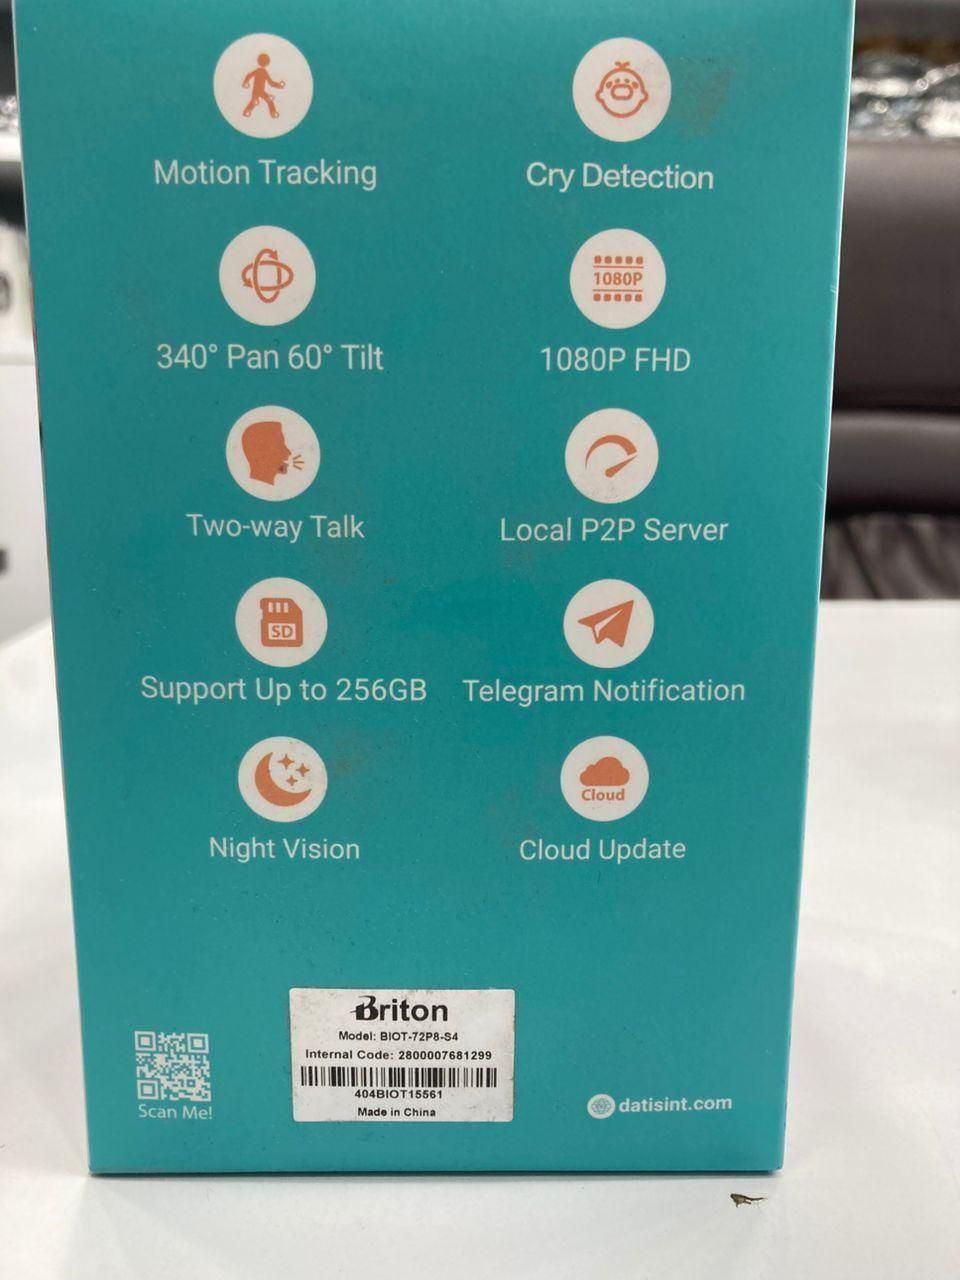 Motion Tracking
Cry Detection
340° Pan 60° Tilt
1080P
1080P FHD
Two-way Talk
Local P2P Server
SD
Support Up to 256GB
Telegram Notification
Night Vision
Cloud
Cloud Update
Briton
Model: BIOT-72P8-S4
Internal Code: 2800007681299
404BIOT15561
Made in China
Scan Me!
datisint.com